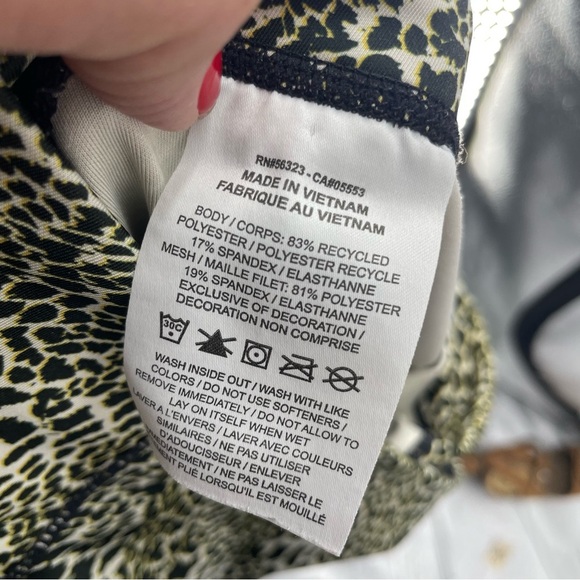 RN#56323 - CA#05553
MADE IN VIETNAM
FABRIQUE AU VIETNAM
BODY / CORPS: 83% RECYCLED
POLYESTER / POLYESTER RECYCLE
17% SPANDEX / ELASTHANNE
MESH / MAILLE FILET: 81% POLYESTER
19% SPANDEX / ELASTHANNE
EXCLUSIVE OF DECORATION /
DECORATION NON COMPRISE
30C
WASH INSIDE OUT / WASH WITH LIKE
COLORS / DO NOT USE SOFTENERS /
REMOVE IMMEDIATELY / DO NOT ALLOW TO
LAY ON ITSELF WHEN WET
LAVER A L'ENVERS / LAVER AVEC COULEURS
SIMILAIRES / NE PAS UTILISER
D'ADOUCISSEUR / ENLEVER
/ NE PAS LAISSER LE
PLIE LORSQU'IL EST MOUILLÉ